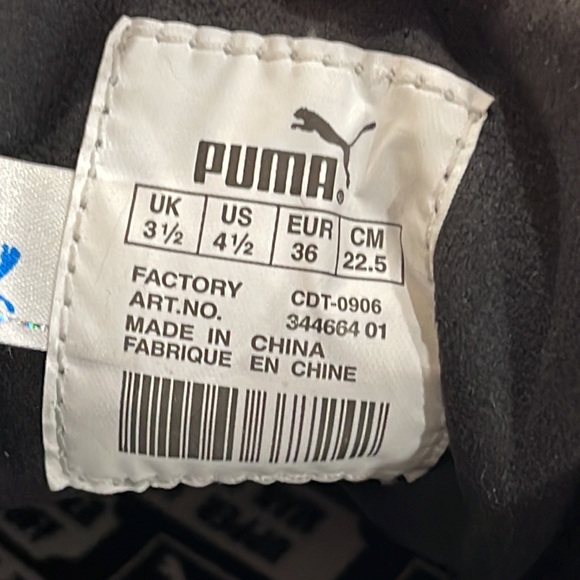 PUMA®
UK US EUR CM
3½ 4½ 36 22.5
FACTORY CDT-0906
ART.NO. 344664 01
MADE IN CHINA
FABRIQUE EN CHINE